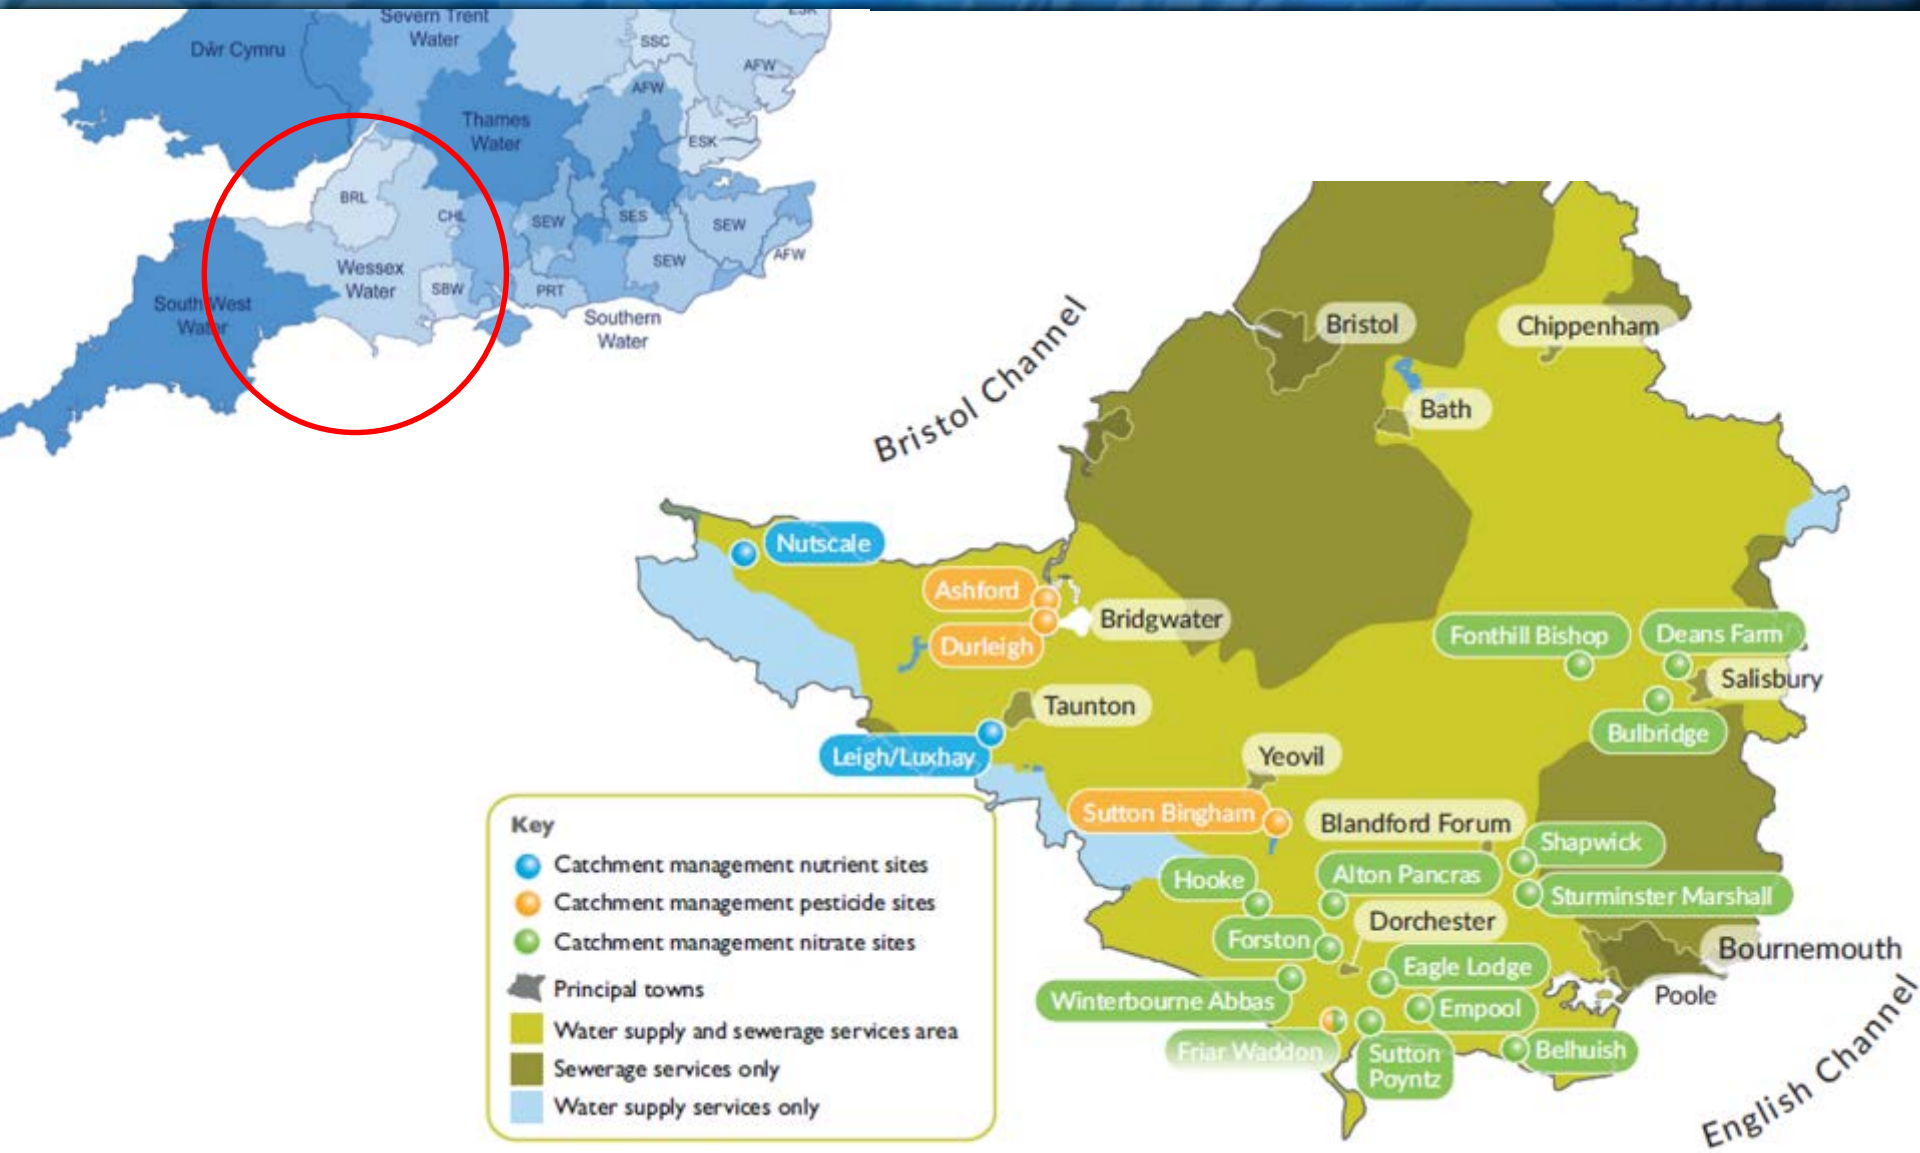 Severn Trent
Water
Dŵr Cymru
SSC
AFW
AFW
Thames
Water
ESK
BRL
CHL
SEW
SES
SEW
AFW
Wessex
Water
SBW
PRT
SEW
South West
Water
Southern
Water
Bristol Channel
Bristol
Chippenham
Bath
Nutscale
Ashford
Bridgwater
Durleigh
Fonthill Bishop
Deans Farm
Salisbury
Bulbridge
Taunton
Leigh/Luxhay
Yeovil
Sutton Bingham
Blandford Forum
Shapwick
Hooke
Alton Pancras
Sturminster Marshall
Dorchester
Forston
Bournemouth
Eagle Lodge
Winterbourne Abbas
Empool
Poole
Friar Waddon
Sutton
Poyntz
Belhuish
English Channel
Key
Catchment management nutrient sites
Catchment management pesticide sites
Catchment management nitrate sites
Principal towns
Water supply and sewerage services area
Sewerage services only
Water supply services only